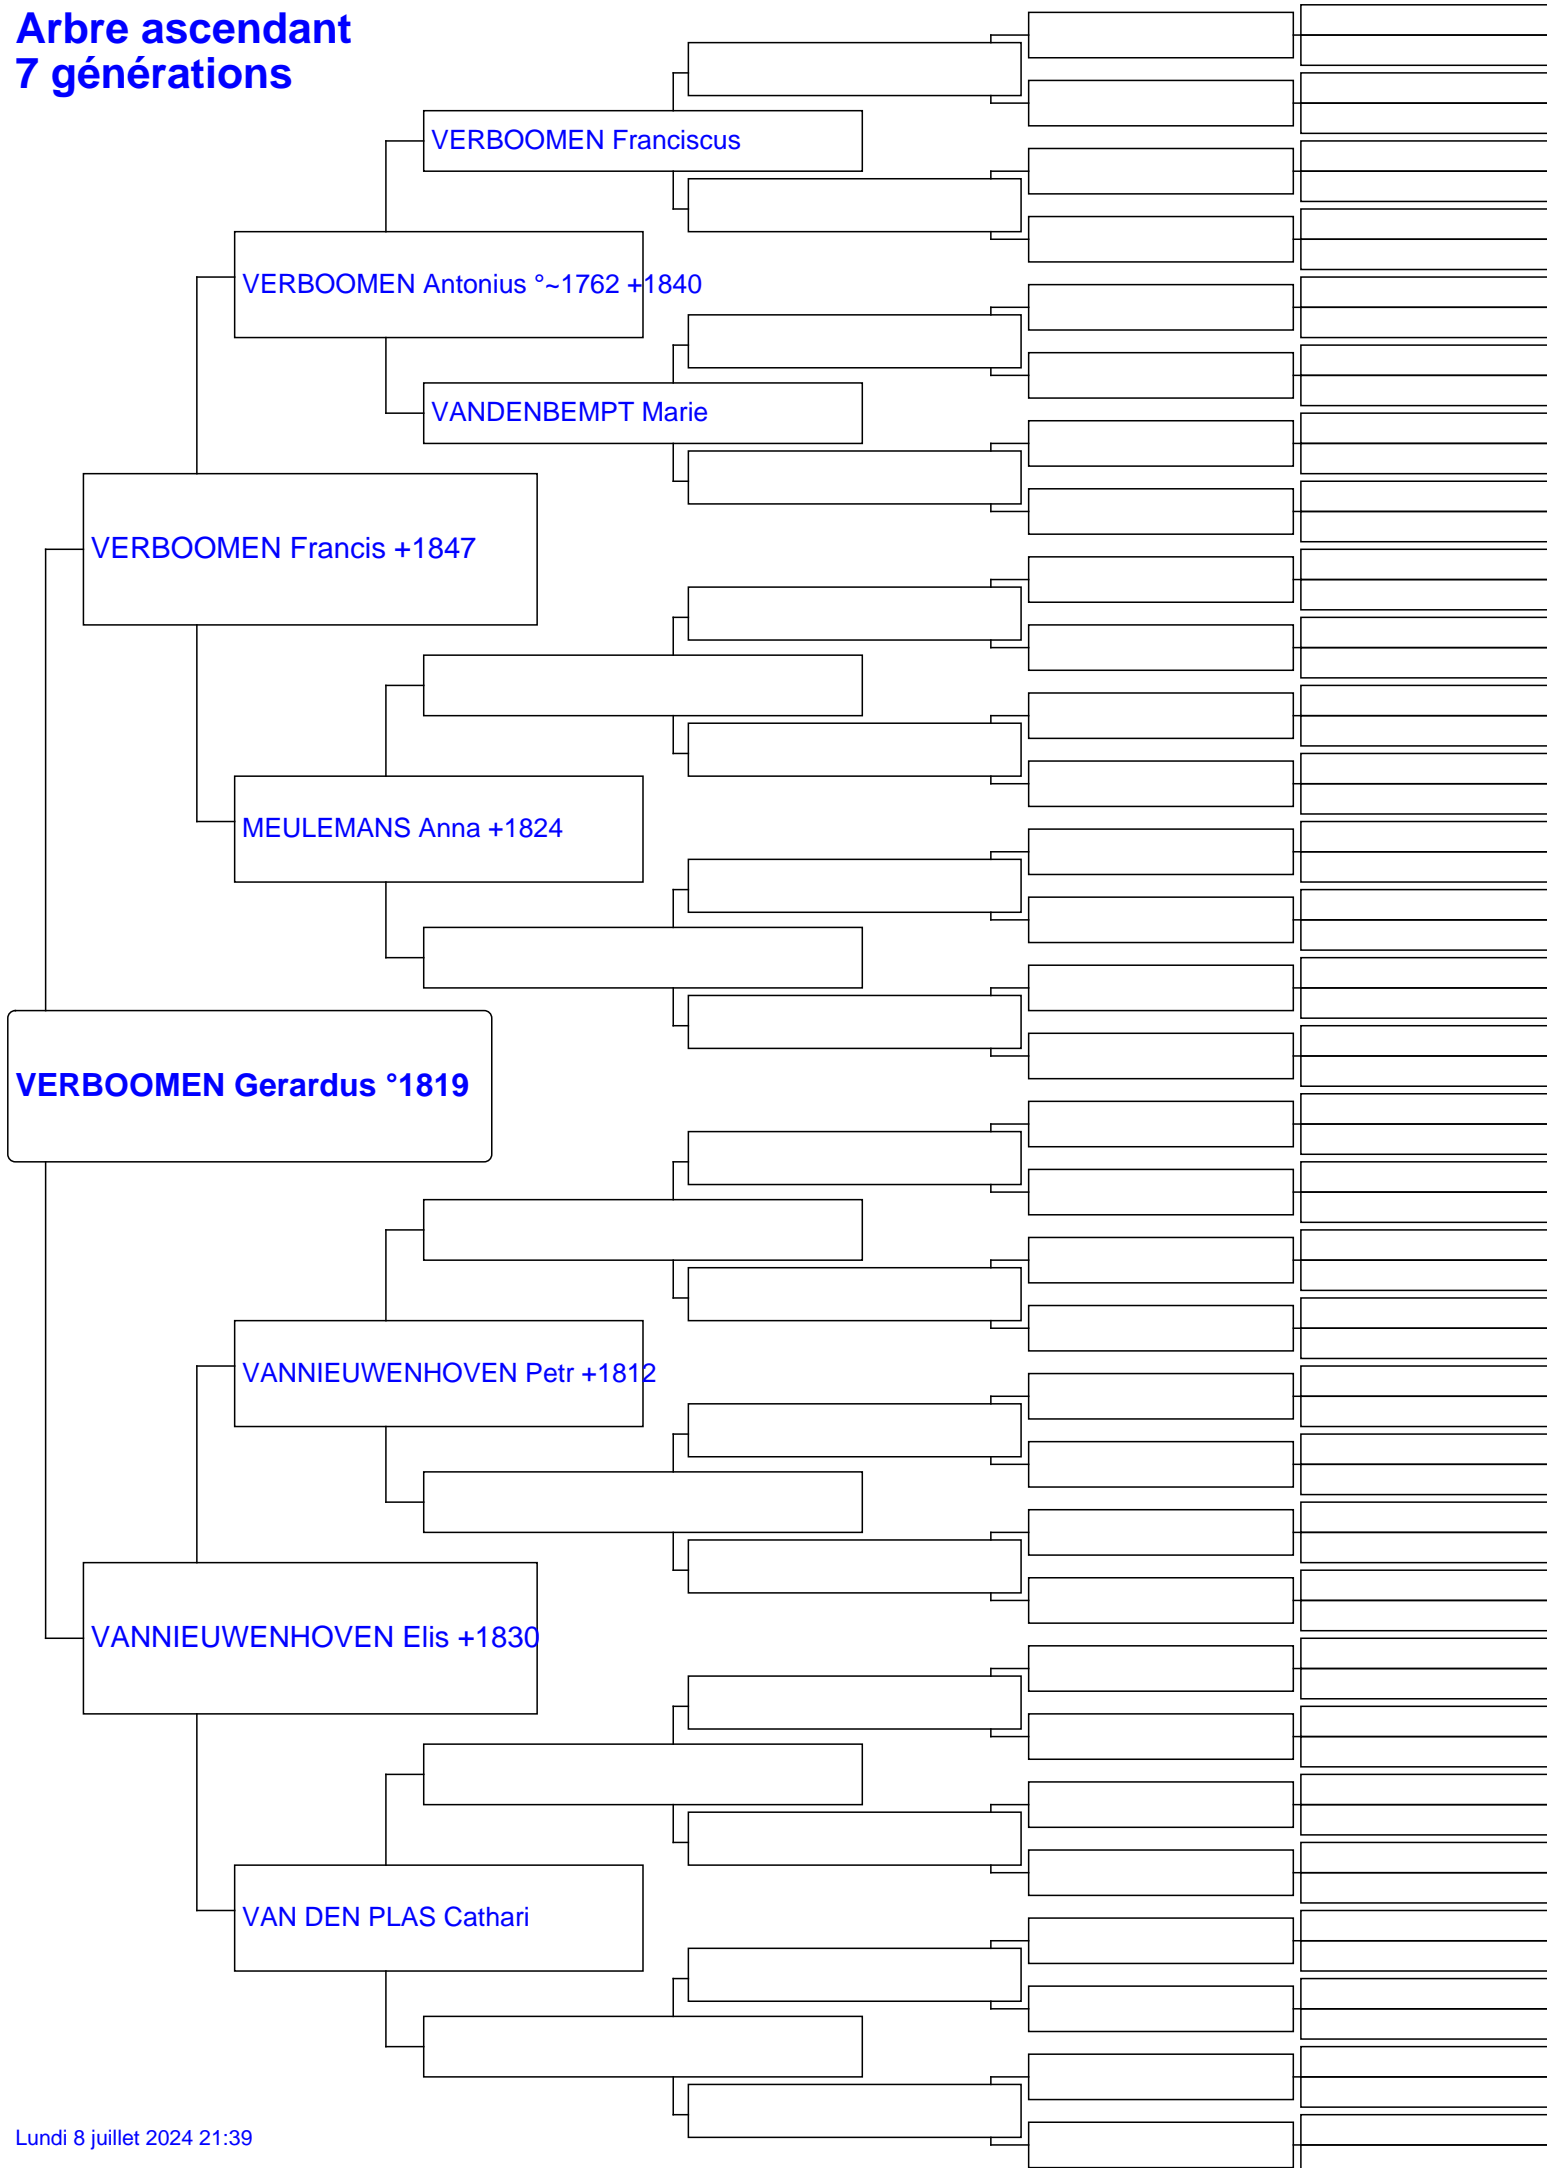 Arbre ascendant
7 générations
VERBOOMEN Franciscus
VERBOOMEN Antonius °~1762 +1840
VANDENBEMPT Marie
VERBOOMEN Francis +1847
MEULEMANS Anna +1824
VERBOOMEN Gerardus °1819
VANNIEUWENHOVEN Petr +1812
VANNIEUWENHOVEN Elis +1830
VAN DEN PLAS Cathari
Lundi 8 juillet 2024 21:39